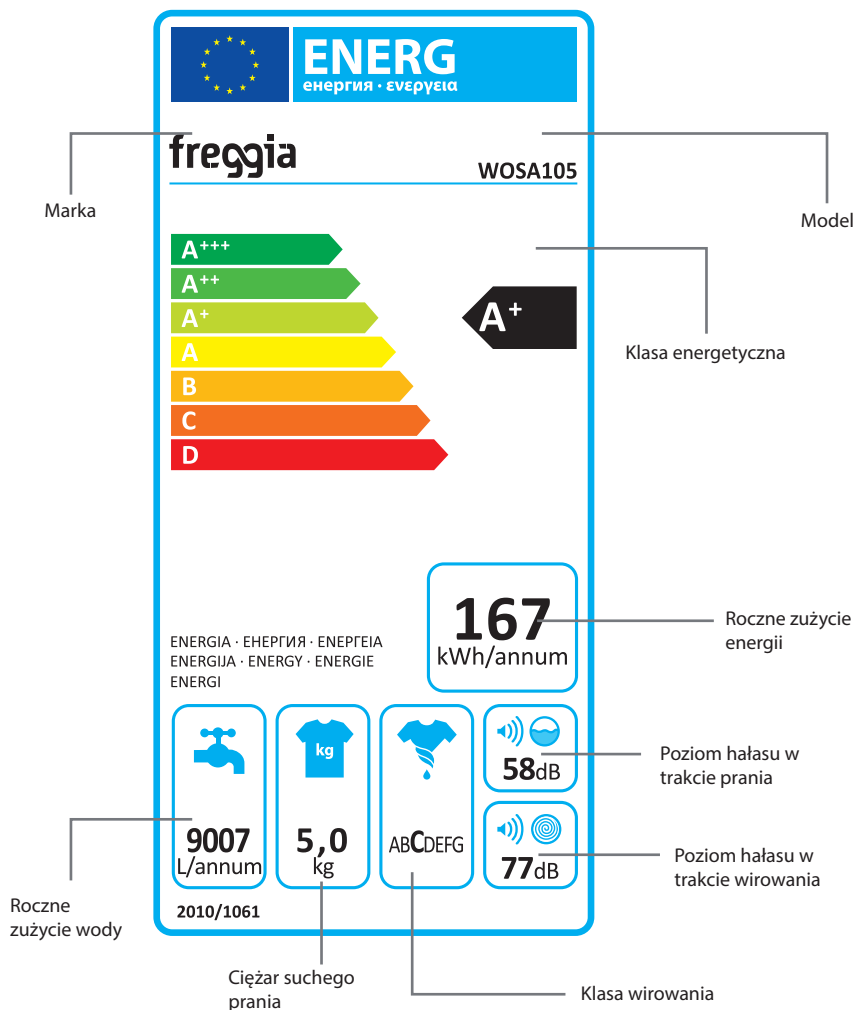 ENERG
енергия · ενεργεια
freggia
WOSA105
Marka
Model
A+++
A++
A+
A
B
C
D
A+
Klasa energetyczna
167
kWh/annum
Roczne zużycie
energii
ENERGIA · ЕНЕРГИЯ · ΕΝΕΡΓΕΙΑ
ENERGIJA · ENERGY · ENERGIE
ENERGI
kg
58dB
Poziom hałasu w
trakcie prania
9007
L/annum
5,0
kg
ABCDEFG
77dB
Poziom hałasu w
trakcie wirowania
Roczne
zużycie wody
2010/1061
Ciężar suchego
prania
Klasa wirowania